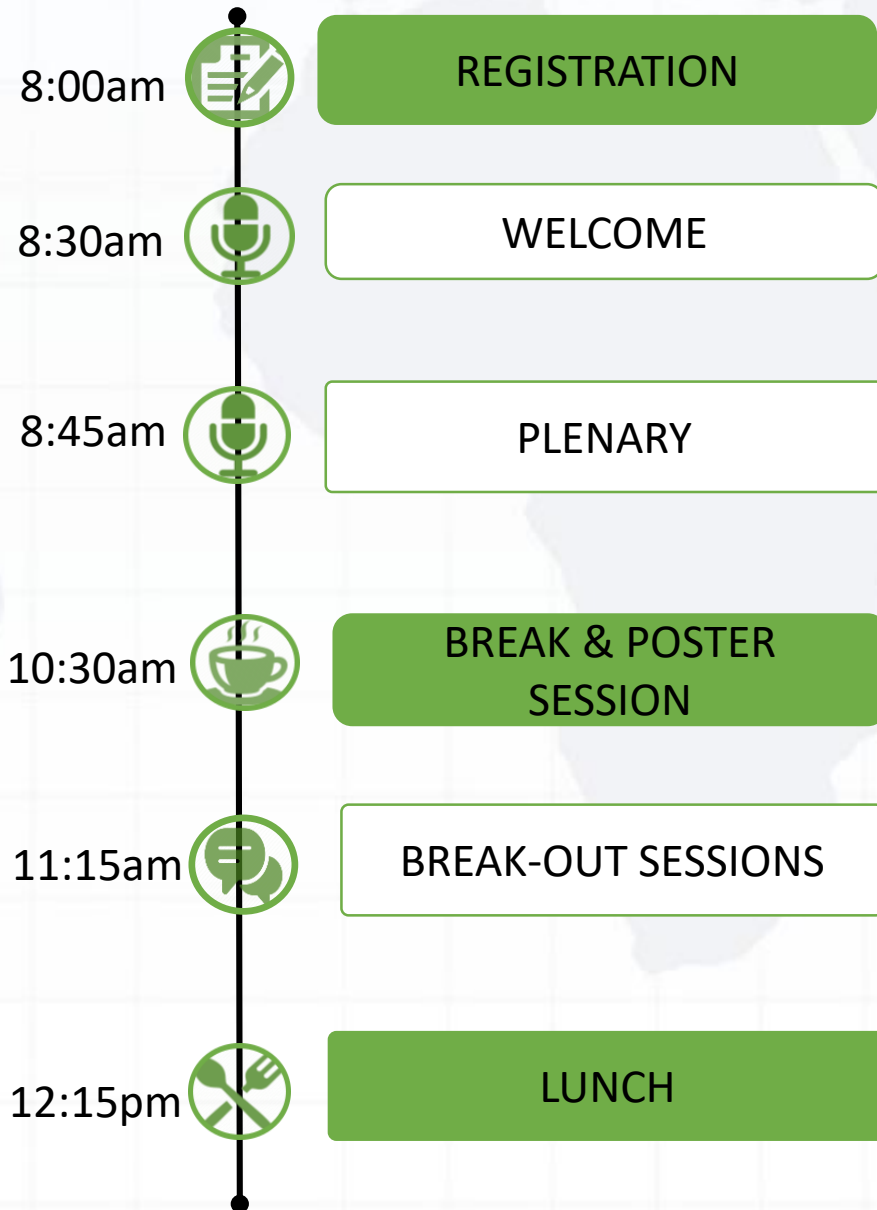 8:00am
REGISTRATION
8:30am
WELCOME
8:45am
PLENARY
10:30am
BREAK & POSTER
SESSION
11:15am
BREAK-OUT SESSIONS
12:15pm
LUNCH